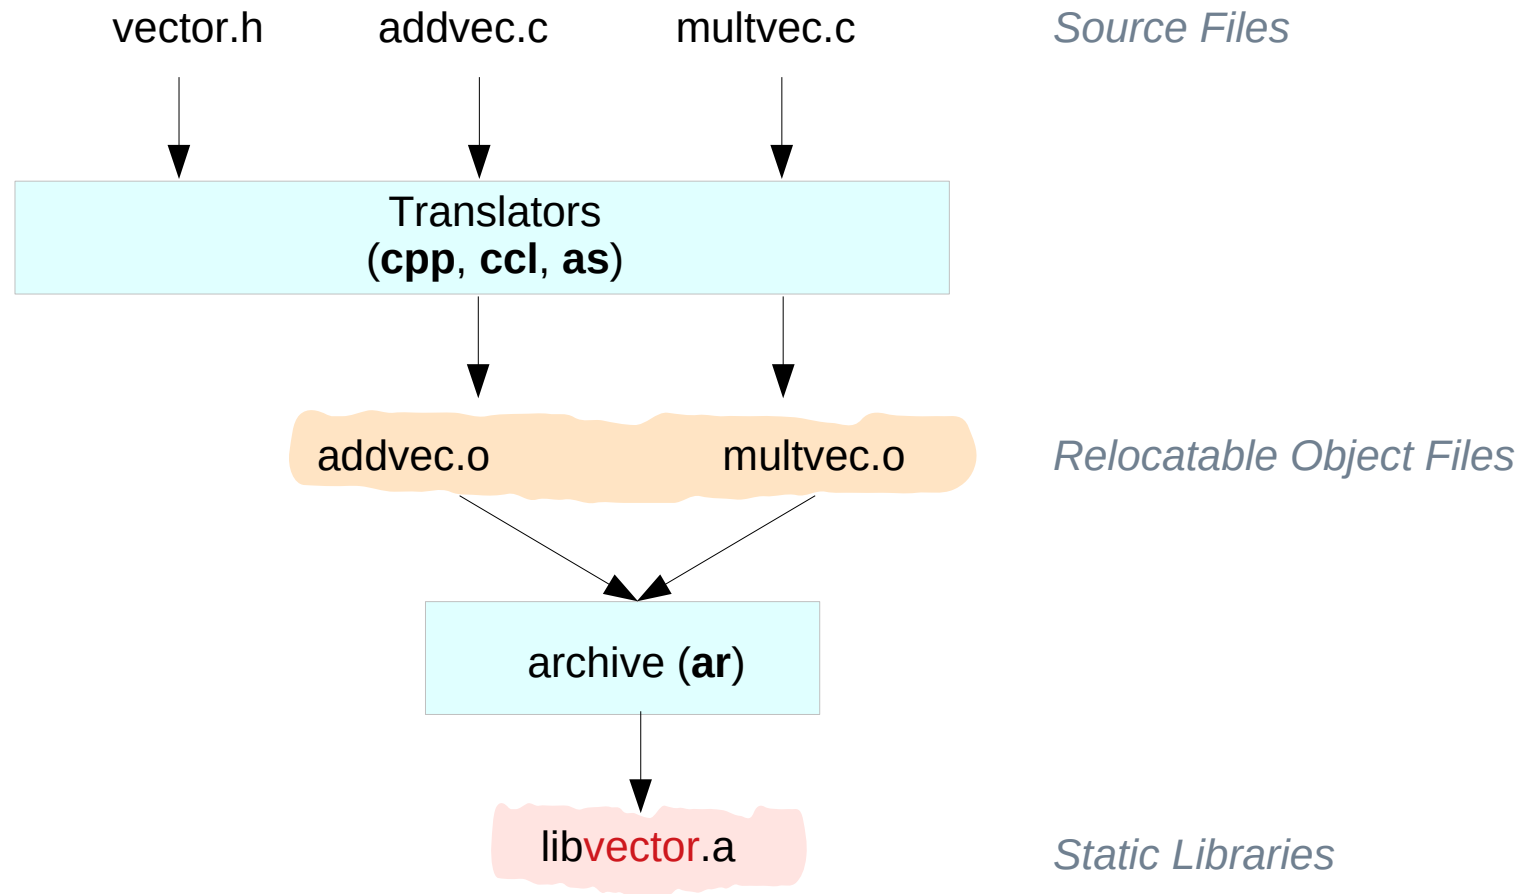 vector.h addvec.c multvec.c Source Files
Translators
(cpp, ccl, as)
addvec.o multvec.o Relocatable Object Files
archive (ar)
libvector.a
Static Libraries